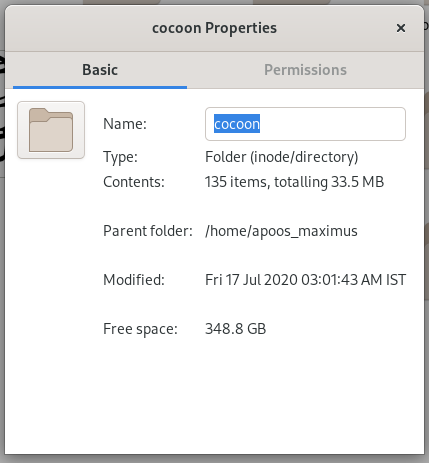 cocoon Properties
Basic Permissions
Name: cocoon
Type: Folder (inode/directory)
Contents: 135 items, totalling 33.5 MB
Parent folder: /home/apoos_maximus
Modified: Fri 17 Jul 2020 03:01:43 AM IST
Free space: 348.8 GB